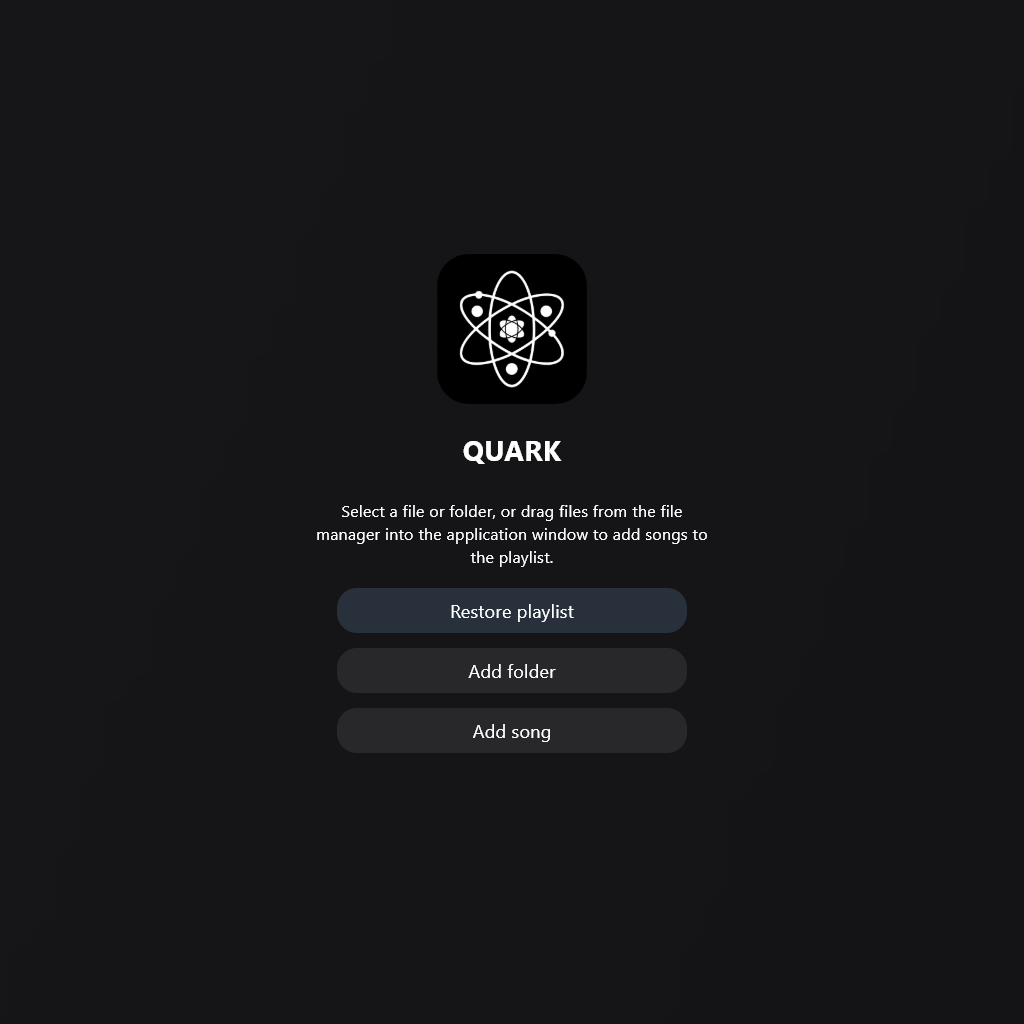 QUARK
Select a file or folder, or drag files from the file
manager into the application window to add songs to
the playlist.
Restore playlist
Add folder
Add song